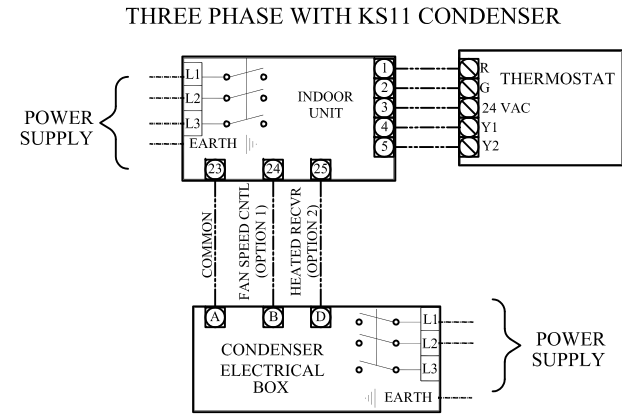 THREE PHASE WITH KS11 CONDENSER
POWER
SUPPLY
L1
L2
L3
EARTH
INDOOR
UNIT
1
2
3
4
5
R
G
24 VAC
Y1
Y2
THERMOSTAT
23
24
25
COMMON
FAN SPEED CNTL
(OPTION 1)
HEATED RECVR
(OPTION 2)
A
B
D
CONDENSER
ELECTRICAL
BOX
L1
L2
L3
EARTH
POWER
SUPPLY